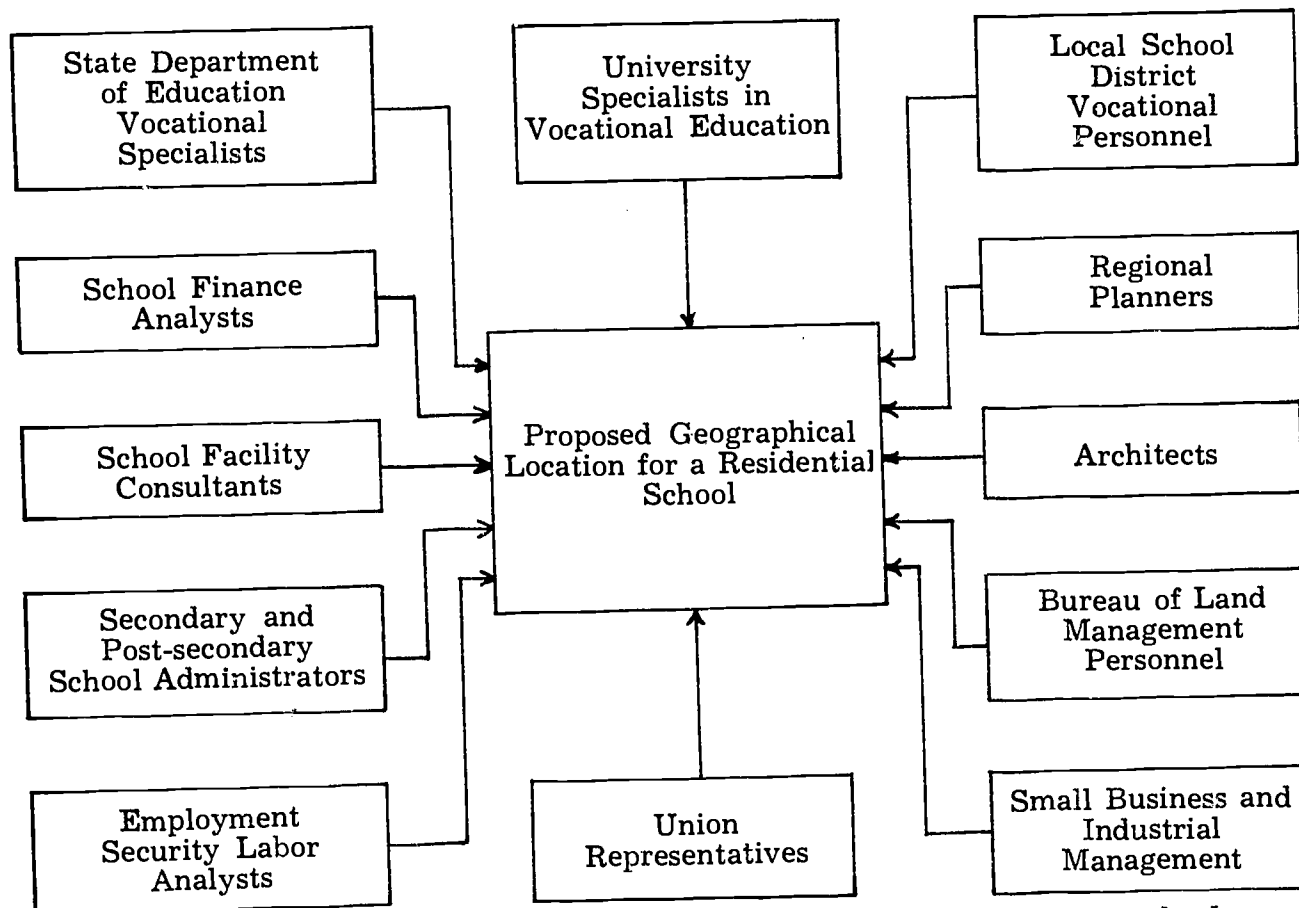 State Department
of Education
Vocational
Specialists
University
Specialists in
Vocational Education
Local School
District
Vocational
Personnel
School Finance
Analysts
Regional
Planners
School Facility
Consultants
Proposed Geographical
Location for a Residential
School
Architects
Secondary and
Post-secondary
School Administrators
Bureau of Land
Management
Personnel
Employment
Security Labor
Analysts
Union
Representatives
Small Business and
Industrial
Management